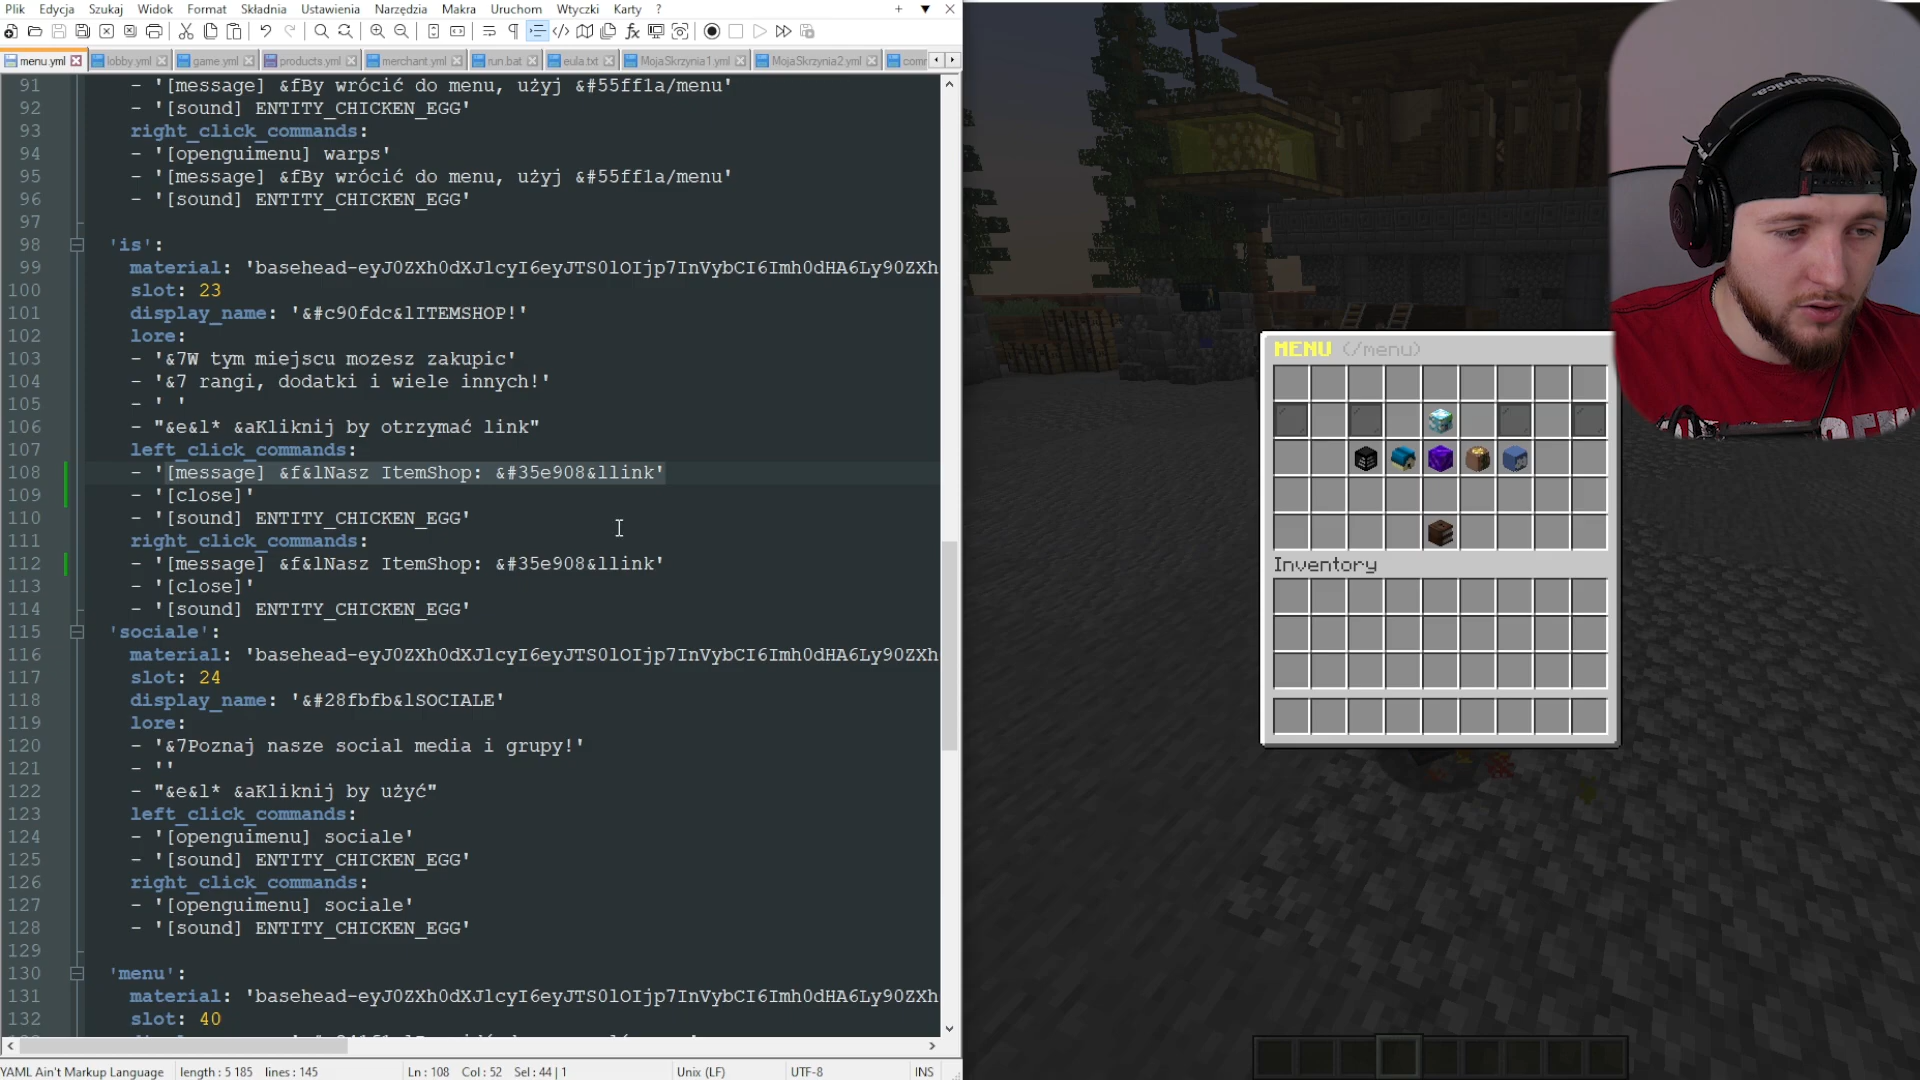 Plik Edycja Szukaj Widok Format Składnia Ustawienia Narzędzia Makra Uruchom Wtyczki Karty ?
menu.yml lobby.yml game.yml products.yml merchant.yml run.bat eula.txt MojaSkrzynia1.yml MojaSkrzynia2.yml
91 - '[message] &fBy wrócić do menu, użyj &#55ff1a/menu'
92 - '[sound] ENTITY_CHICKEN_EGG'
93 right_click_commands:
94 - '[openguimenu] warps'
95 - '[message] &fBy wrócić do menu, użyj &#55ff1a/menu'
96 - '[sound] ENTITY_CHICKEN_EGG'
97
98 'is':
99 material: 'basehead-eyJ0ZXh0dXJlcyI6eyJTS0lOIjp7InVybCI6Imh0dHA6Ly90ZXh
100 slot: 23
101 display_name: '&#c90fdc&lITEMSHOP!'
102 lore:
103 - '&7W tym miejscu mozesz zakupic'
104 - '&7 rangi, dodatki i wiele innych!'
105 - ' '
106 - "&e&l* &aKliknij by otrzymać link"
107 left_click_commands:
108 - '[message] &f&lNasz ItemShop: &#35e908&llink'
109 - '[close]'
110 - '[sound] ENTITY_CHICKEN_EGG'
111 right_click_commands:
112 - '[message] &f&lNasz ItemShop: &#35e908&llink'
113 - '[close]'
114 - '[sound] ENTITY_CHICKEN_EGG'
115 'sociale':
116 material: 'basehead-eyJ0ZXh0dXJlcyI6eyJTS0lOIjp7InVybCI6Imh0dHA6Ly90ZXh
117 slot: 24
118 display_name: '&#28fbfb&lSOCIALE'
119 lore:
120 - '&7Poznaj nasze social media i grupy!'
121 - ''
122 - "&e&l* &aKliknij by użyć"
123 left_click_commands:
124 - '[openguimenu] sociale'
125 - '[sound] ENTITY_CHICKEN_EGG'
126 right_click_commands:
127 - '[openguimenu] sociale'
128 - '[sound] ENTITY_CHICKEN_EGG'
129
130 'menu':
131 material: 'basehead-eyJ0ZXh0dXJlcyI6eyJTS0lOIjp7InVybCI6Imh0dHA6Ly90ZXh
132 slot: 40
YAML Ain't Markup Language length : 5 185 lines : 145 Ln : 108 Col : 52 Sel : 44 | 1 Unix (LF) UTF-8 INS
MENU (/menu)
Inventory